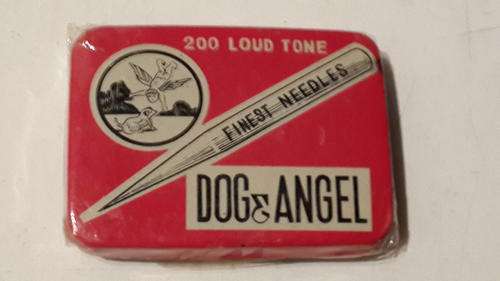 200 LOUD TONE
FINEST NEEDLES
DOG & ANGEL